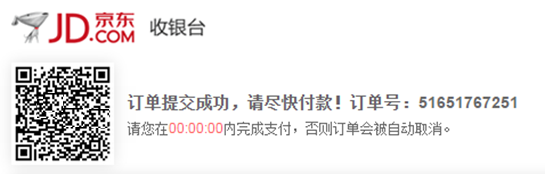 JD 京东
.COM 收银台
订单提交成功，请尽快付款！订单号：51651767251
请您在00:00:00内完成支付，否则订单会被自动取消。